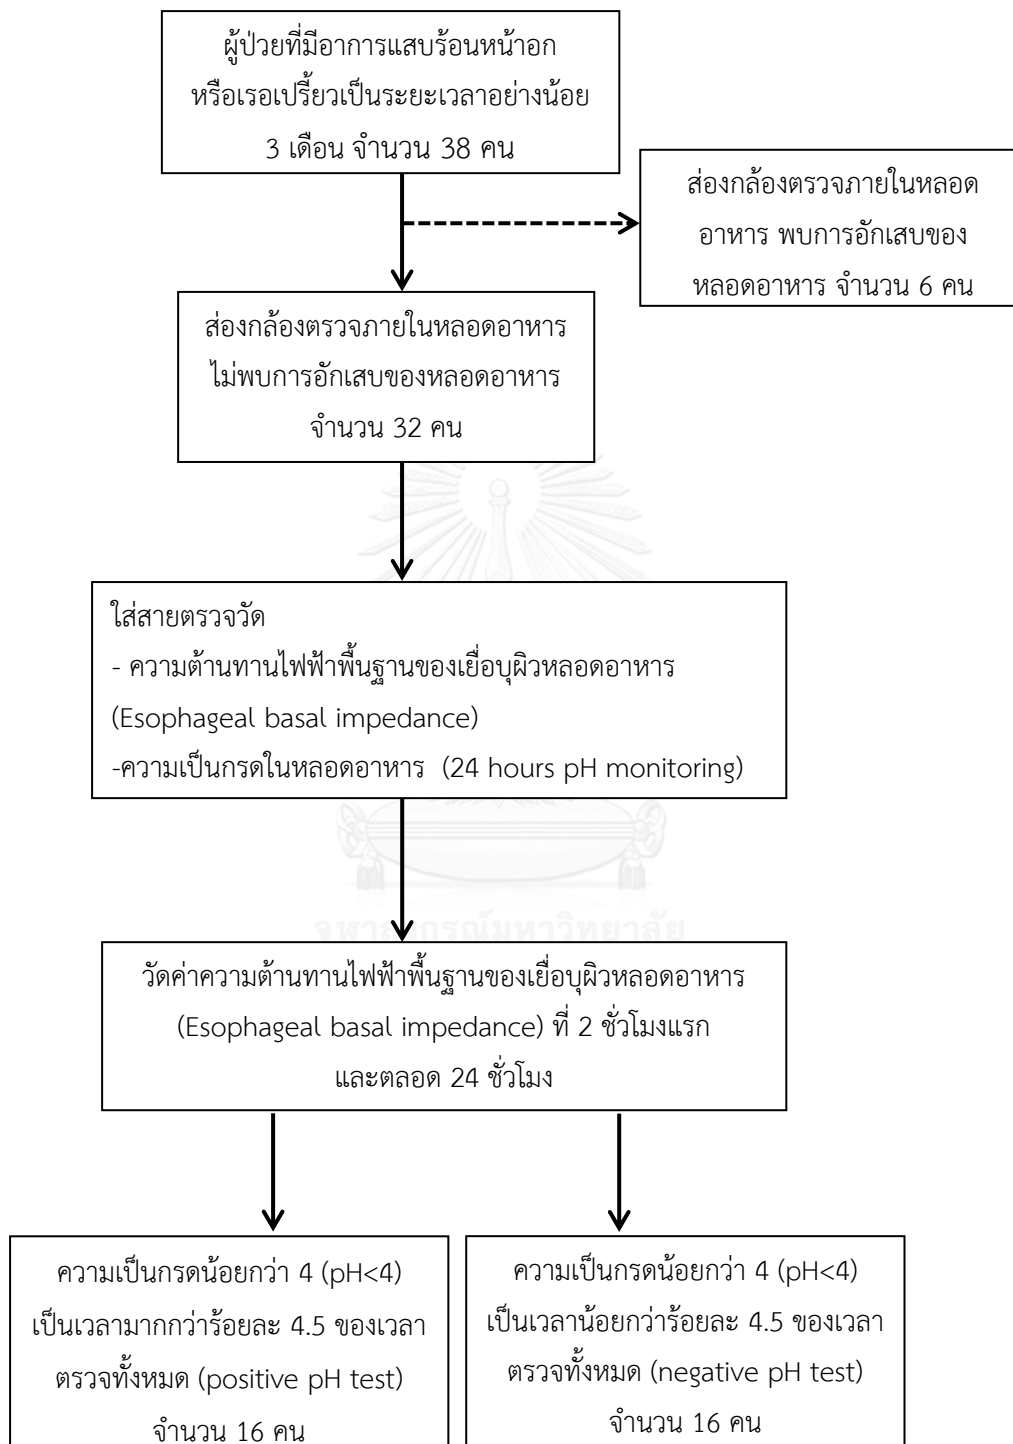 ผู้ป่วยที่มีอาการแสบร้อนหน้าอก
หรือเรอเปรี้ยวเป็นระยะเวลาอย่างน้อย
3 เดือน จำนวน 38 คน
ส่องกล้องตรวจภายในหลอด
อาหาร พบการอักเสบของ
หลอดอาหาร จำนวน 6 คน
ส่องกล้องตรวจภายในหลอดอาหาร
ไม่พบการอักเสบของหลอดอาหาร
จำนวน 32 คน
ใส่สายตรวจวัด
- ความต้านทานไฟฟ้าพื้นฐานของเยื่อบุผิวหลอดอาหาร
(Esophageal basal impedance)
-ความเป็นกรดในหลอดอาหาร (24 hours pH monitoring)
จุฬาลงกรณ์มหาวิทยาลัย
วัดค่าความต้านทานไฟฟ้าพื้นฐานของเยื่อบุผิวหลอดอาหาร
(Esophageal basal impedance) ที่ 2 ชั่วโมงแรก
และตลอด 24 ชั่วโมง
ความเป็นกรดน้อยกว่า 4 (pH<4)
เป็นเวลามากกว่าร้อยละ 4.5 ของเวลา
ตรวจทั้งหมด (positive pH test)
จำนวน 16 คน
ความเป็นกรดน้อยกว่า 4 (pH<4)
เป็นเวลาน้อยกว่าร้อยละ 4.5 ของเวลา
ตรวจทั้งหมด (negative pH test)
จำนวน 16 คน